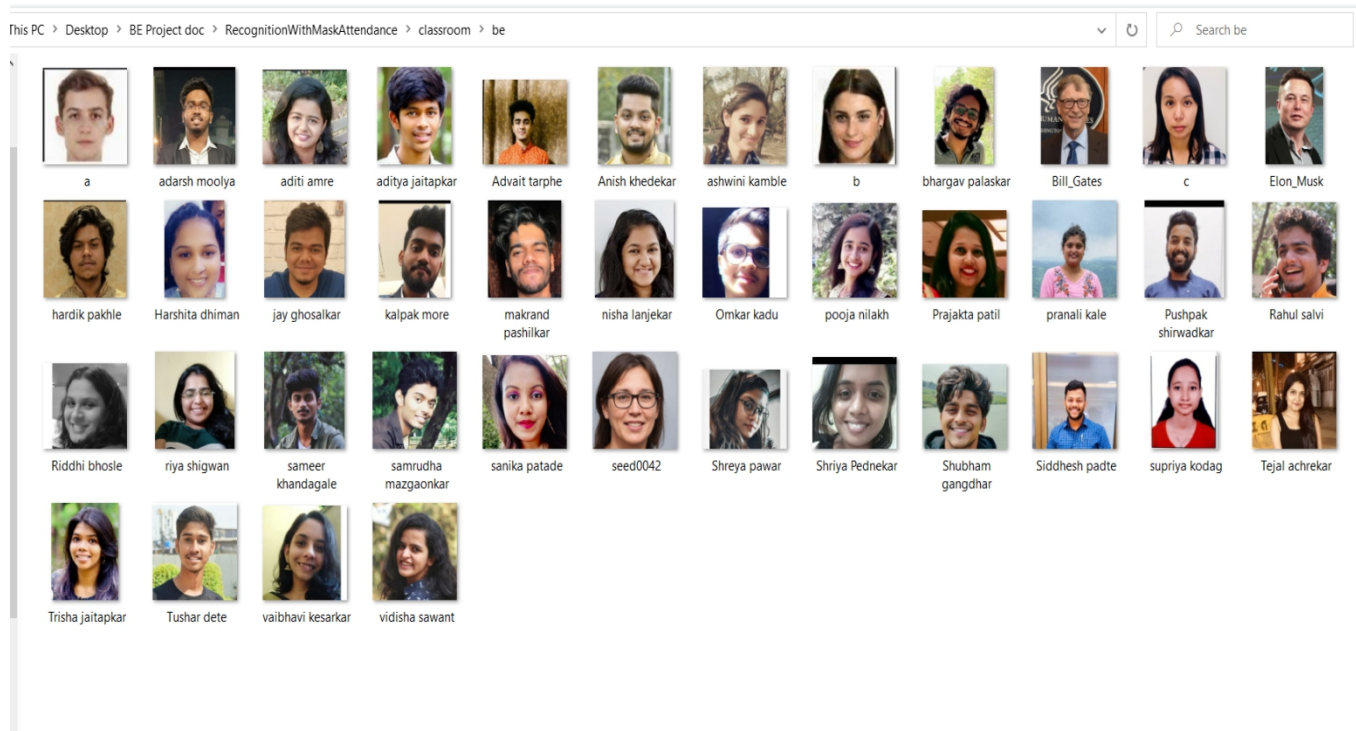 This PC > Desktop > BE Project doc > RecognitionWithMaskAttendance > classroom > be
Search be
a
adarsh moolya
aditi amre
aditya jaitapkar
Advait tarphe
Anish khedekar
ashwini kamble
b
bhargav palaskar
Bill_Gates
c
Elon_Musk
hardik pakhle
Harshita dhiman
jay ghosalkar
kalpak more
makrand
pashilkar
nisha lanjekar
Omkar kadu
pooja nilakh
Prajakta patil
pranali kale
Pushpak
shirwadkar
Rahul salvi
Riddhi bhosle
riya shigwan
sameer
khandagale
samrudha
mazgaonkar
sanika patade
seed0042
Shreya pawar
Shriya Pednekar
Shubham
gangdhar
Siddhesh padte
supriya kodag
Tejal achrekar
Trisha jaitapkar
Tushar dete
vaibhavi kesarkar
vidisha sawant